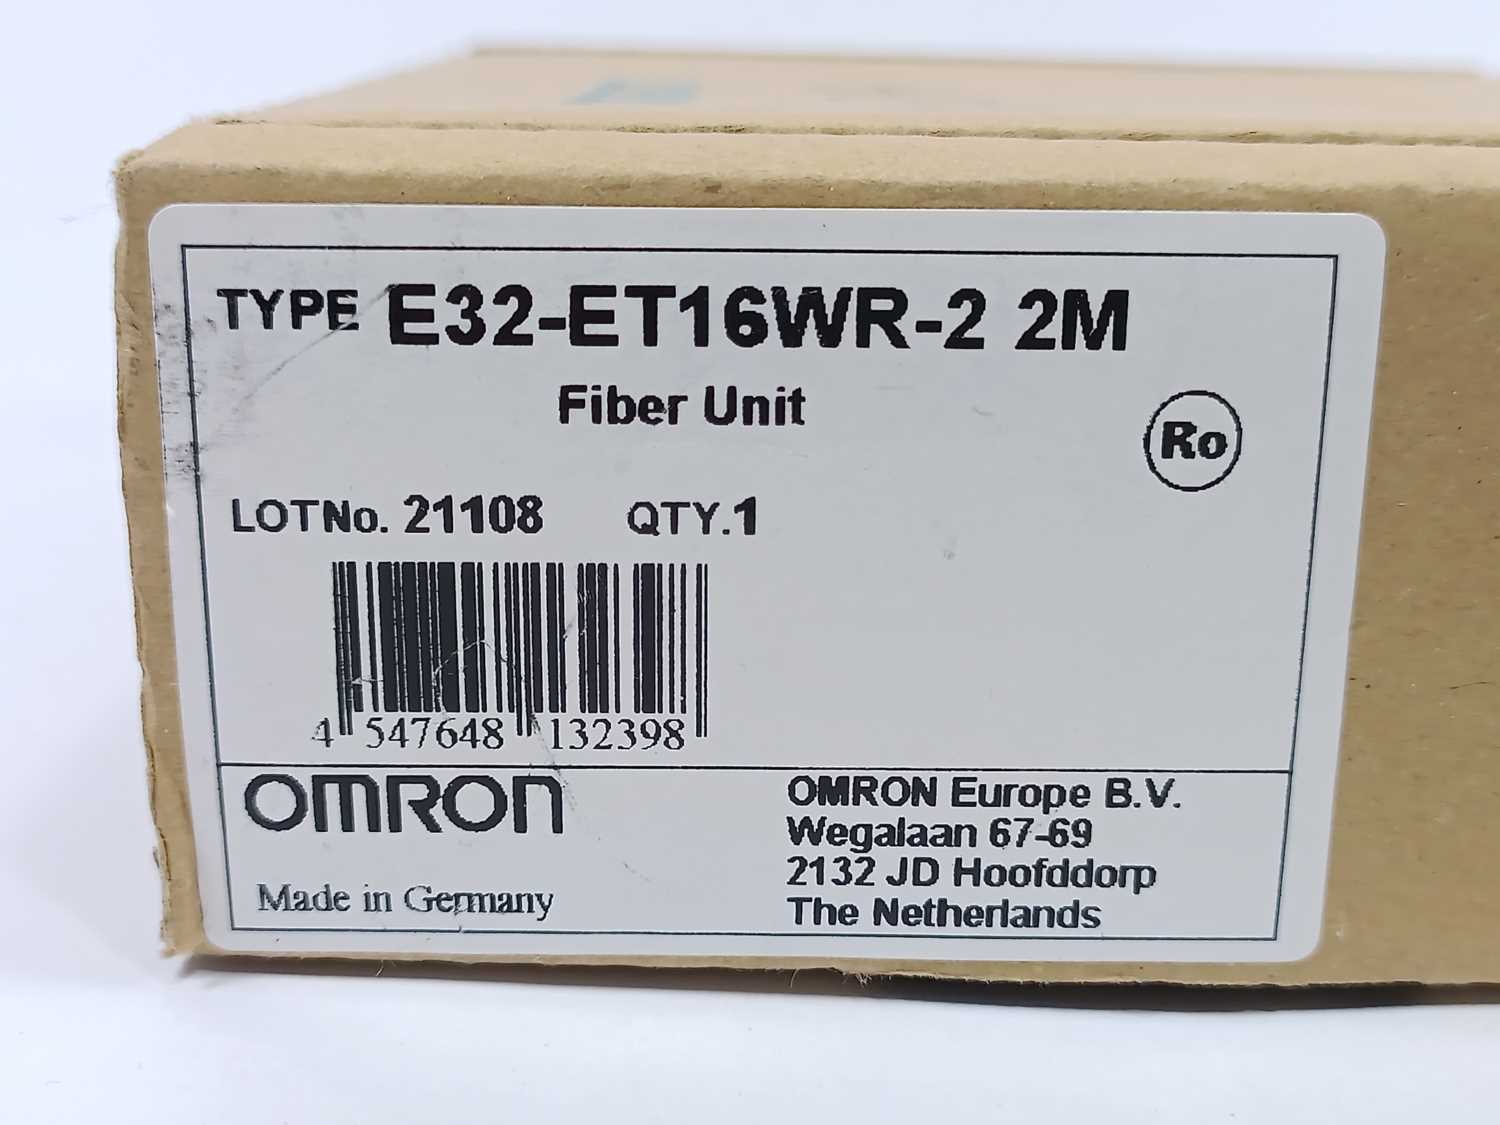 TYPE E32-ET16WR-2 2M
Fiber Unit
Ro
LOTNo. 21108 QTY.1
4 547648 132398
OMRON
Made in Germany
OMRON Europe B.V.
Wegalaan 67-69
2132 JD Hoofddorp
The Netherlands